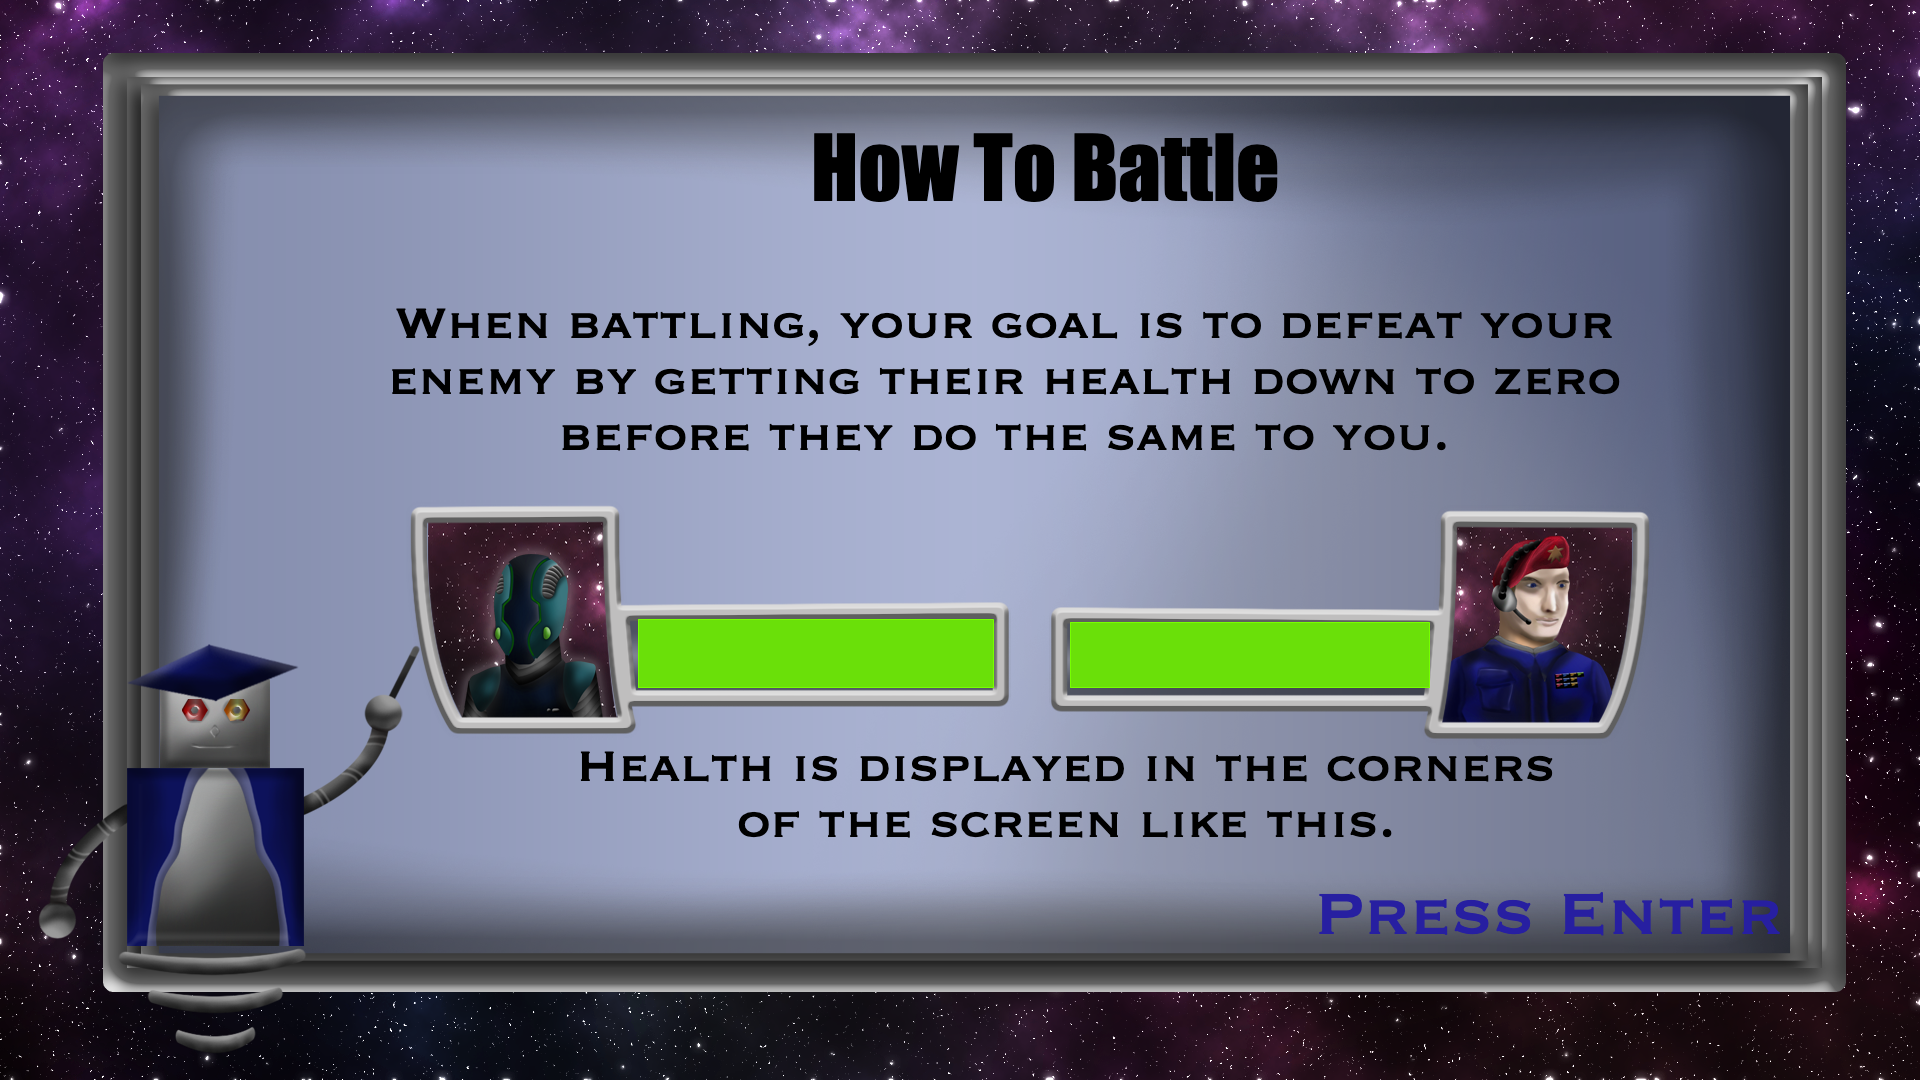 How To Battle
When battling, your goal is to defeat your
enemy by getting their health down to zero
before they do the same to you.
Health is displayed in the corners
of the screen like this.
Press Enter